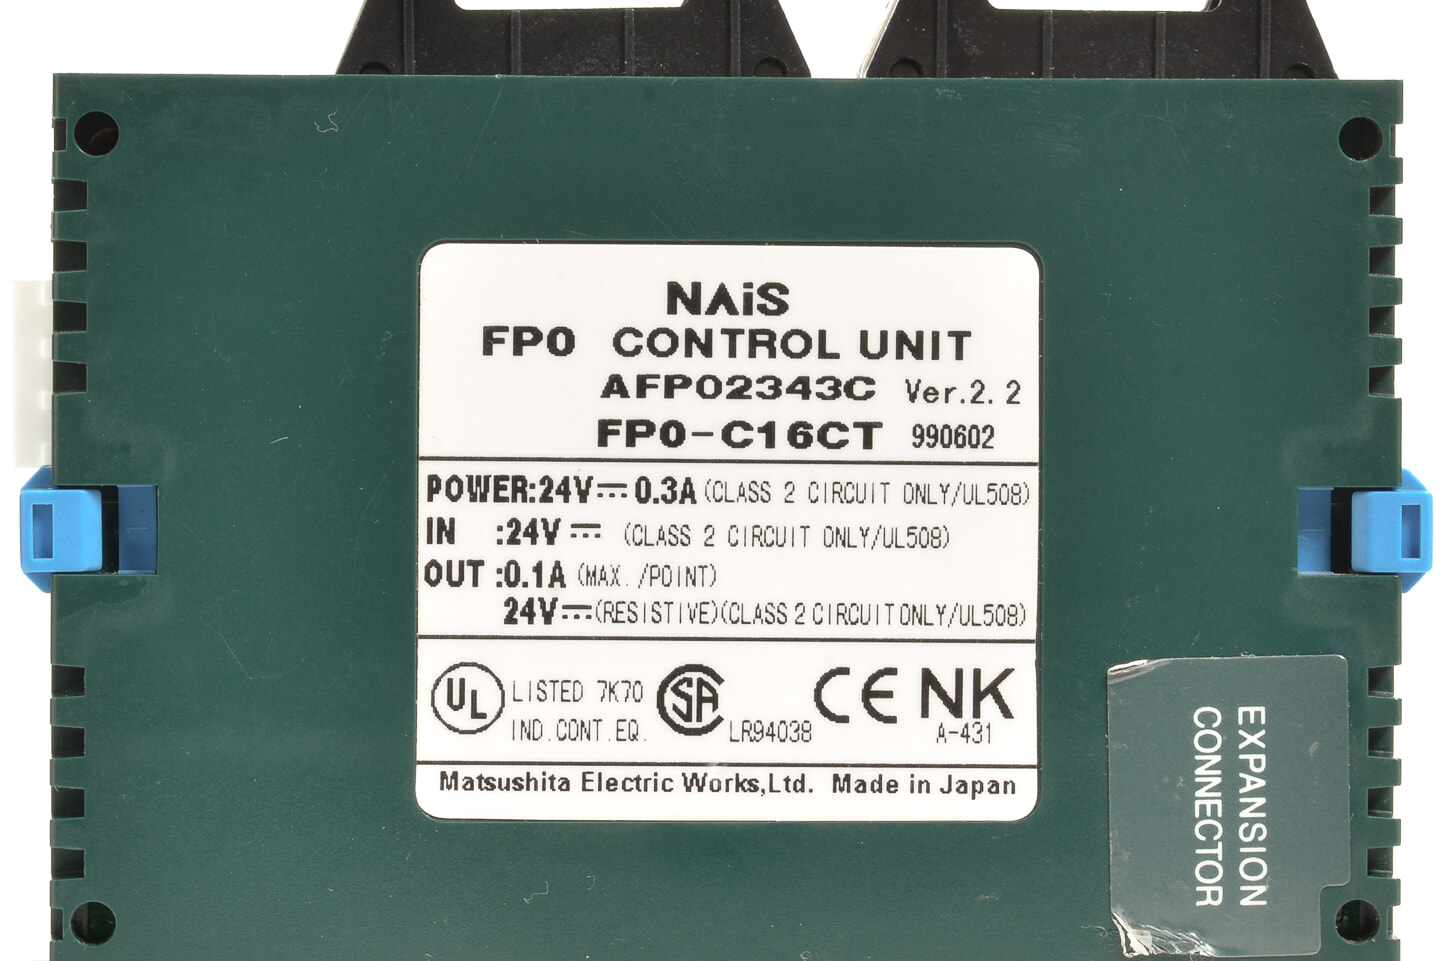 NAiS
FP0 CONTROL UNIT
AFP02343C Ver.2.2
FP0-C16CT 990602
POWER:24V⎓0.3A (CLASS 2 CIRCUIT ONLY/UL508)
IN :24V⎓ (CLASS 2 CIRCUIT ONLY/UL508)
OUT :0.1A (MAX./POINT)
24V⎓(RESISTIVE)(CLASS 2 CIRCUIT ONLY/UL508)
UL LISTED 7K70 SA CE NK
IND.CONT.EQ. LR94038 A-431
Matsushita Electric Works,Ltd. Made in Japan
EXPANSION
CONNECTOR